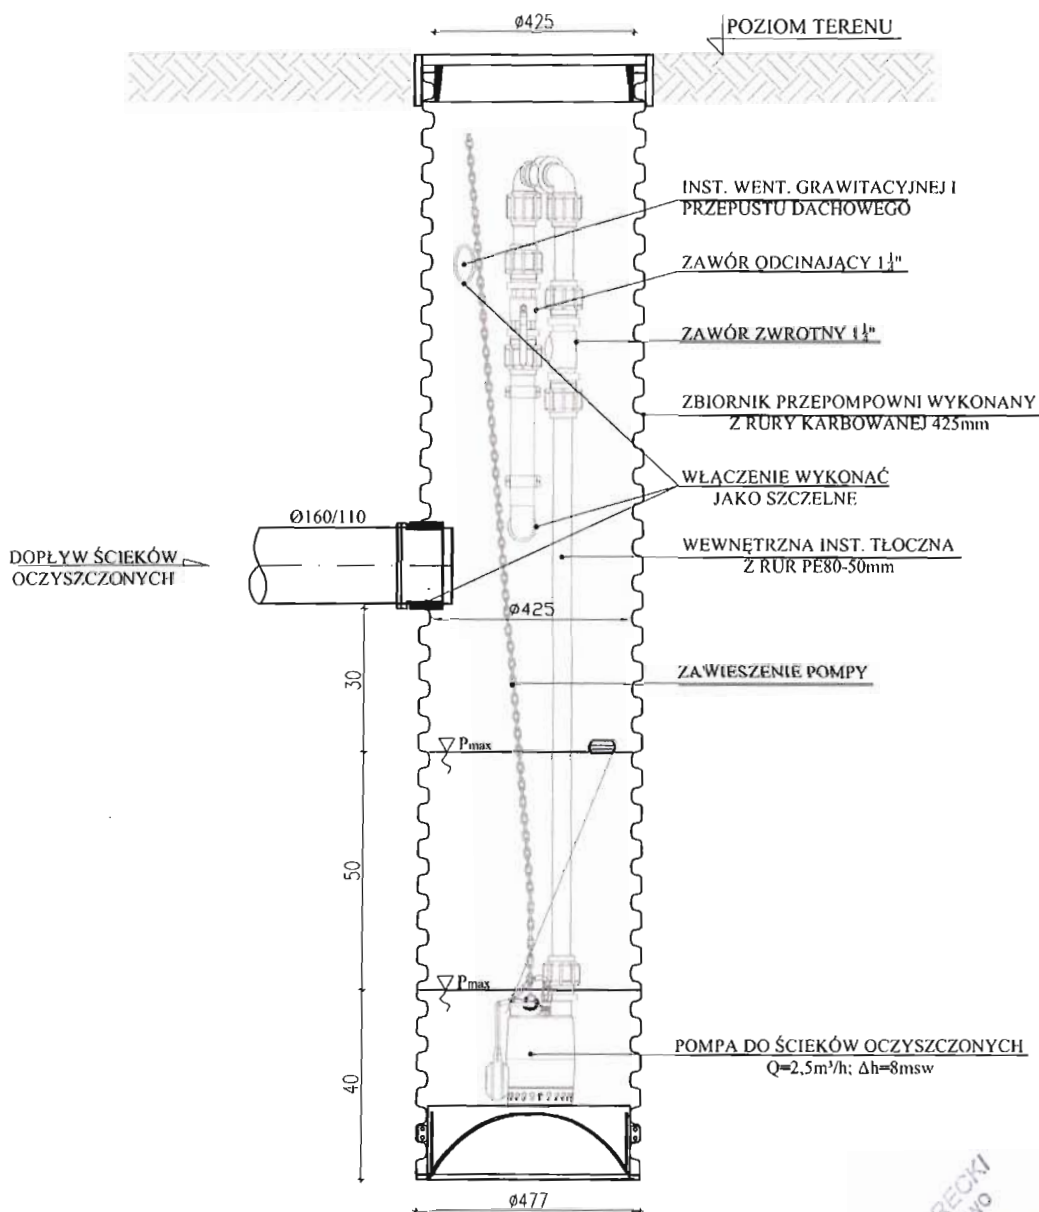 Ø425
POZIOM TERENU
INST. WENT. GRAWITACYJNEJ I
PRZEPUSTU DACHOWEGO
ZAWÓR ODCINAJĄCY 1¼"
ZAWÓR ZWROTNY 1¼"
ZBIORNIK PRZEPOMPOWNI WYKONANY
Z RURY KARBOWANEJ 425mm
WŁĄCZENIE WYKONAĆ
JAKO SZCZELNE
Ø160/110
DOPŁYW ŚCIEKÓW
OCZYSZCZONYCH
WEWNĘTRZNA INST. TŁOCZNA
Z RUR PE80-50mm
Ø425
30
ZAWIESZENIE POMPY
Pmax
50
Pmax
POMPA DO ŚCIEKÓW OCZYSZCZONYCH
Q=2,5m³/h; Δh=8msw
40
Ø477